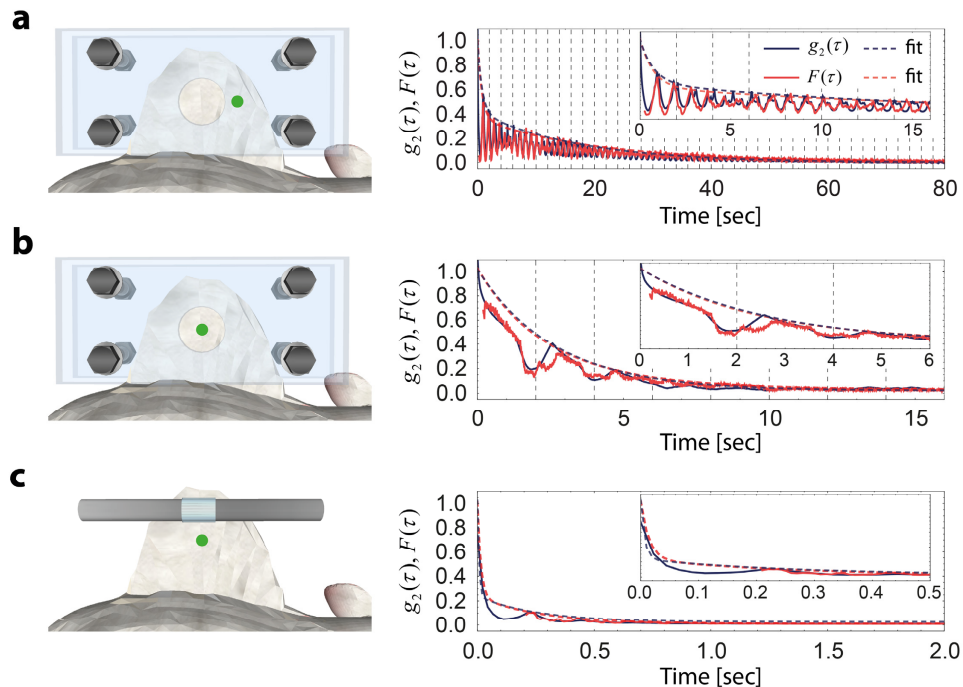 a
g₂(τ), F(τ)
1.0
0.8
0.6
0.4
0.2
0.0
0 20 40 60 80
Time [sec]
0 5 10 15
g₂(τ) fit
F(τ) fit
b
g₂(τ), F(τ)
1.0
0.8
0.6
0.4
0.2
0.0
0 5 10 15
Time [sec]
0 1 2 3 4 5 6
c
g₂(τ), F(τ)
1.0
0.8
0.6
0.4
0.2
0.0
0.0 0.5 1.0 1.5 2.0
Time [sec]
0.0 0.1 0.2 0.3 0.4 0.5